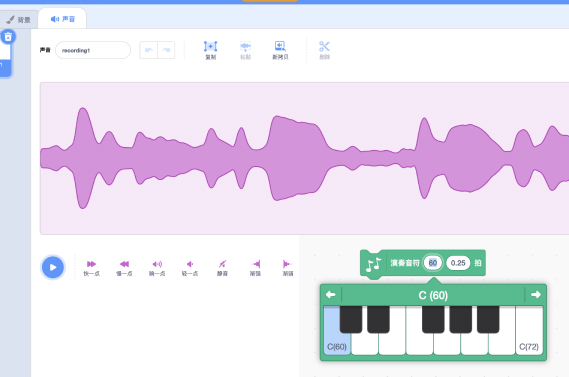 背景
声音
声音 recording1
复制
粘贴
新拷贝
删除
快一点
慢一点
响一点
轻一点
静音
渐强
渐弱
演奏音符 60 0.25 拍
C (60)
C(60)
C(72)